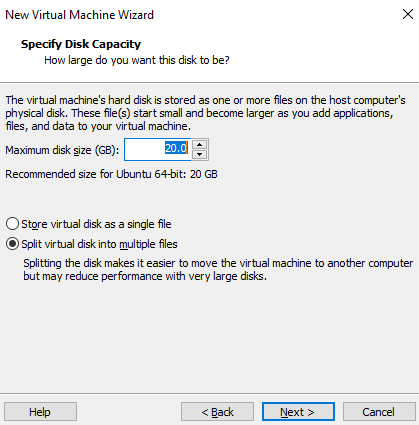 New Virtual Machine Wizard
Specify Disk Capacity
How large do you want this disk to be?
The virtual machine's hard disk is stored as one or more files on the host computer's
physical disk. These file(s) start small and become larger as you add applications,
files, and data to your virtual machine.
Maximum disk size (GB): 20.0
Recommended size for Ubuntu 64-bit: 20 GB
Store virtual disk as a single file
Split virtual disk into multiple files
Splitting the disk makes it easier to move the virtual machine to another computer
but may reduce performance with very large disks.
Help < Back Next > Cancel